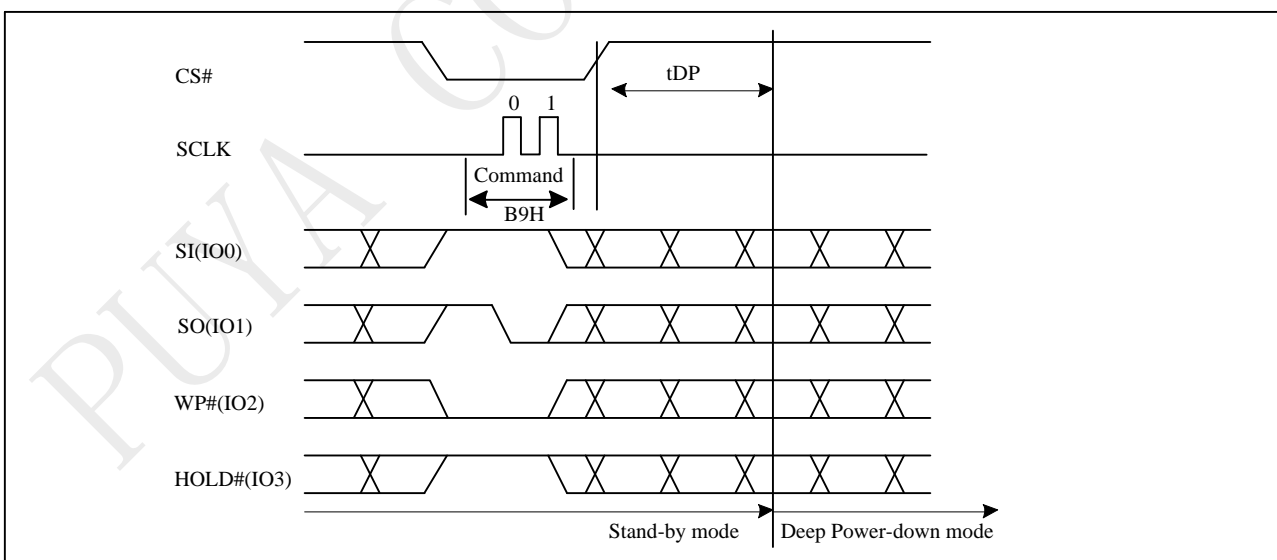 CS#
tDP
0 1
SCLK
Command
B9H
SI(IO0)
SO(IO1)
WP#(IO2)
HOLD#(IO3)
Stand-by mode Deep Power-down mode
PUYA